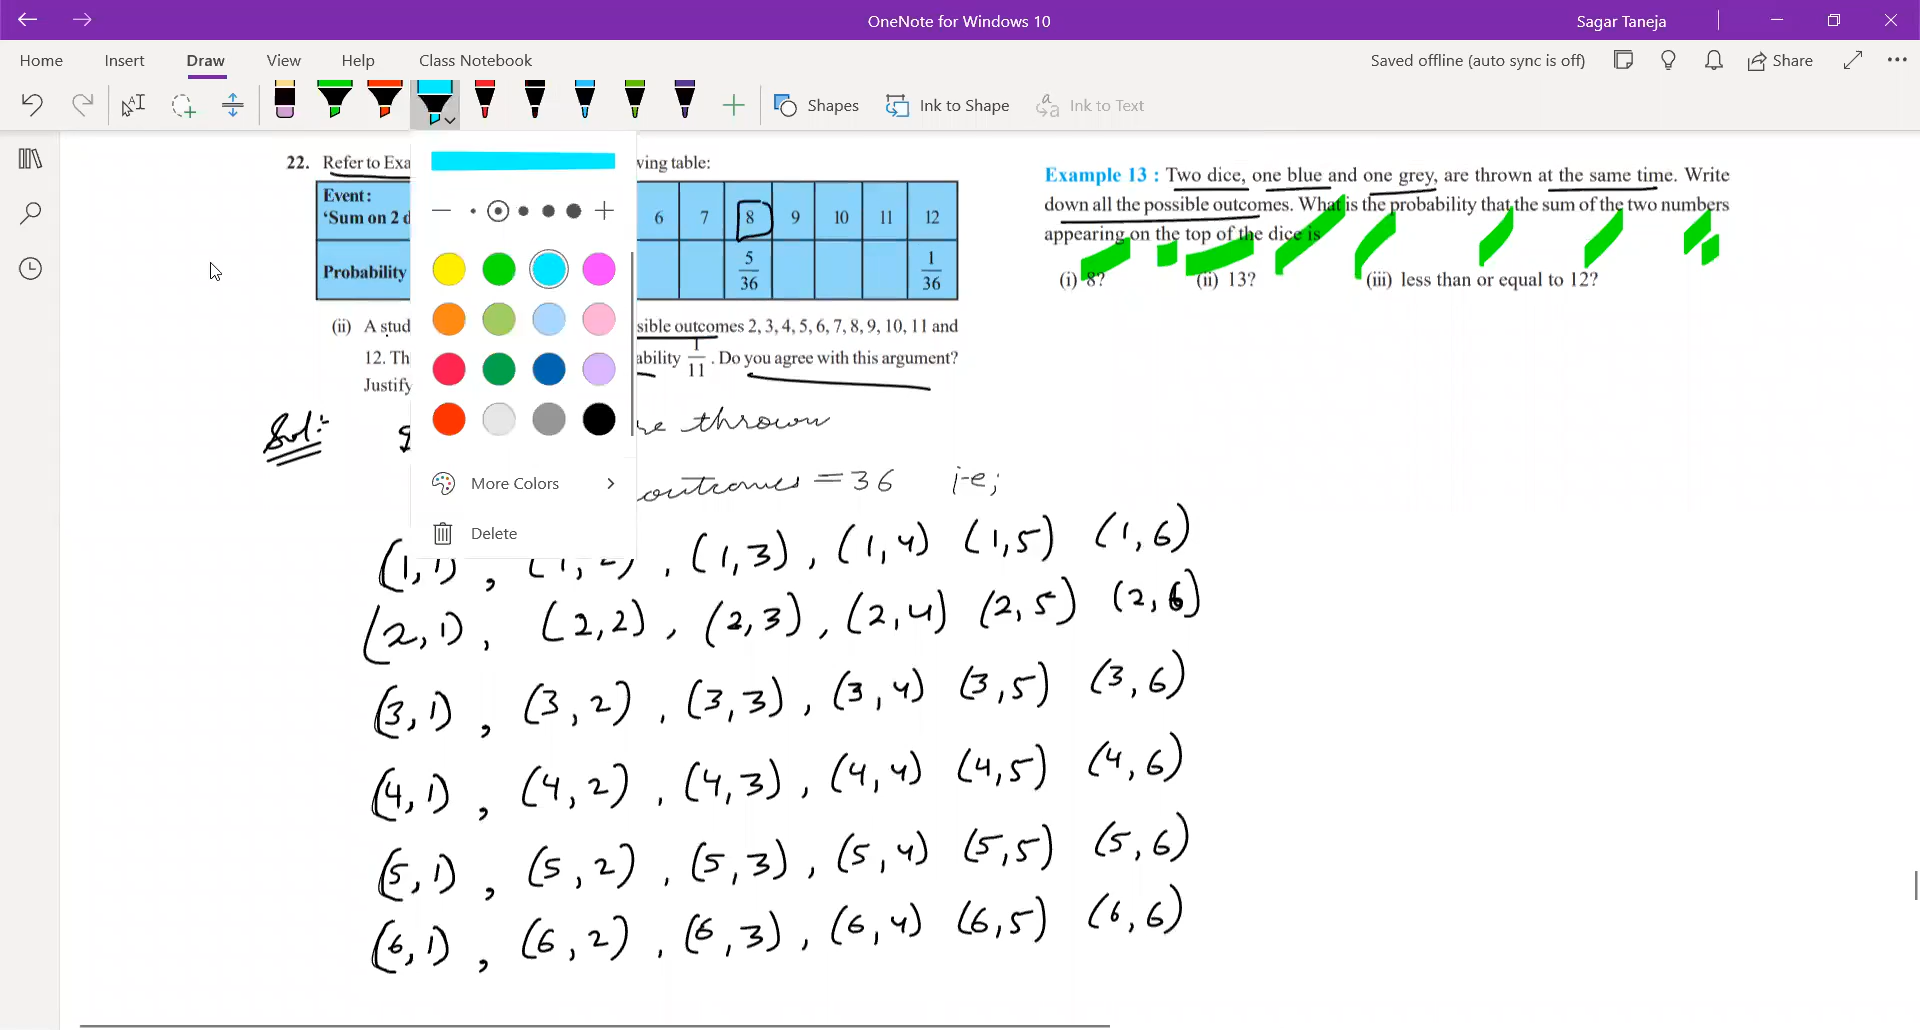 OneNote for Windows 10
Sagar Taneja
Home Insert Draw View Help Class Notebook
Saved offline (auto sync is off) Share
Shapes Ink to Shape Ink to Text
22. Refer to Exa ving table:
Event :
'Sum on 2 d 6 7 8 9 10 11 12
Probability 5/36 1/36
(ii) A stud sible outcomes 2, 3, 4, 5, 6, 7, 8, 9, 10, 11 and
12. Th ability 1/11 . Do you agree with this argument?
Justify
More Colors
Delete
Example 13 : Two dice, one blue and one grey, are thrown at the same time. Write
down all the possible outcomes. What is the probability that the sum of the two numbers
appearing on the top of the dice is
(i) 8? (ii) 13? (iii) less than or equal to 12?
Sol:- re thrown
outcomes = 36 i-e;
(1,1) , (1,2) , (1,3) , (1,4) (1,5) (1,6)
(2,1) , (2,2) , (2,3) , (2,4) (2,5) (2,6)
(3,1) , (3,2) , (3,3) , (3,4) (3,5) (3,6)
(4,1) , (4,2) , (4,3) , (4,4) (4,5) (4,6)
(5,1) , (5,2) , (5,3) , (5,4) (5,5) (5,6)
(6,1) , (6,2) , (6,3) , (6,4) (6,5) (6,6)